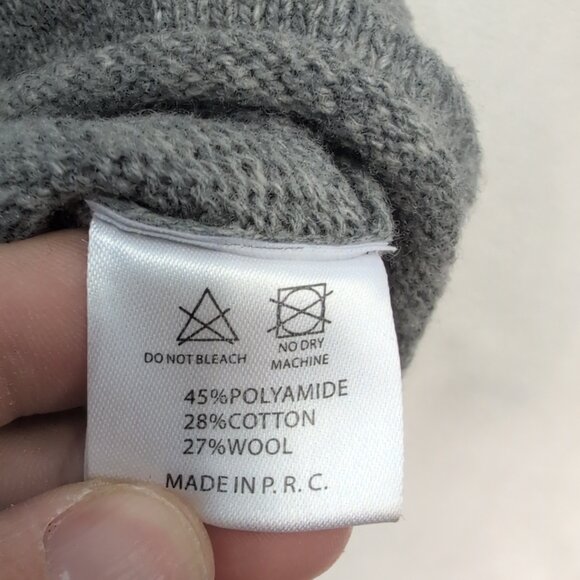 DO NOT BLEACH
NO DRY
MACHINE
45%POLYAMIDE
28%COTTON
27%WOOL
MADE IN P. R. C.